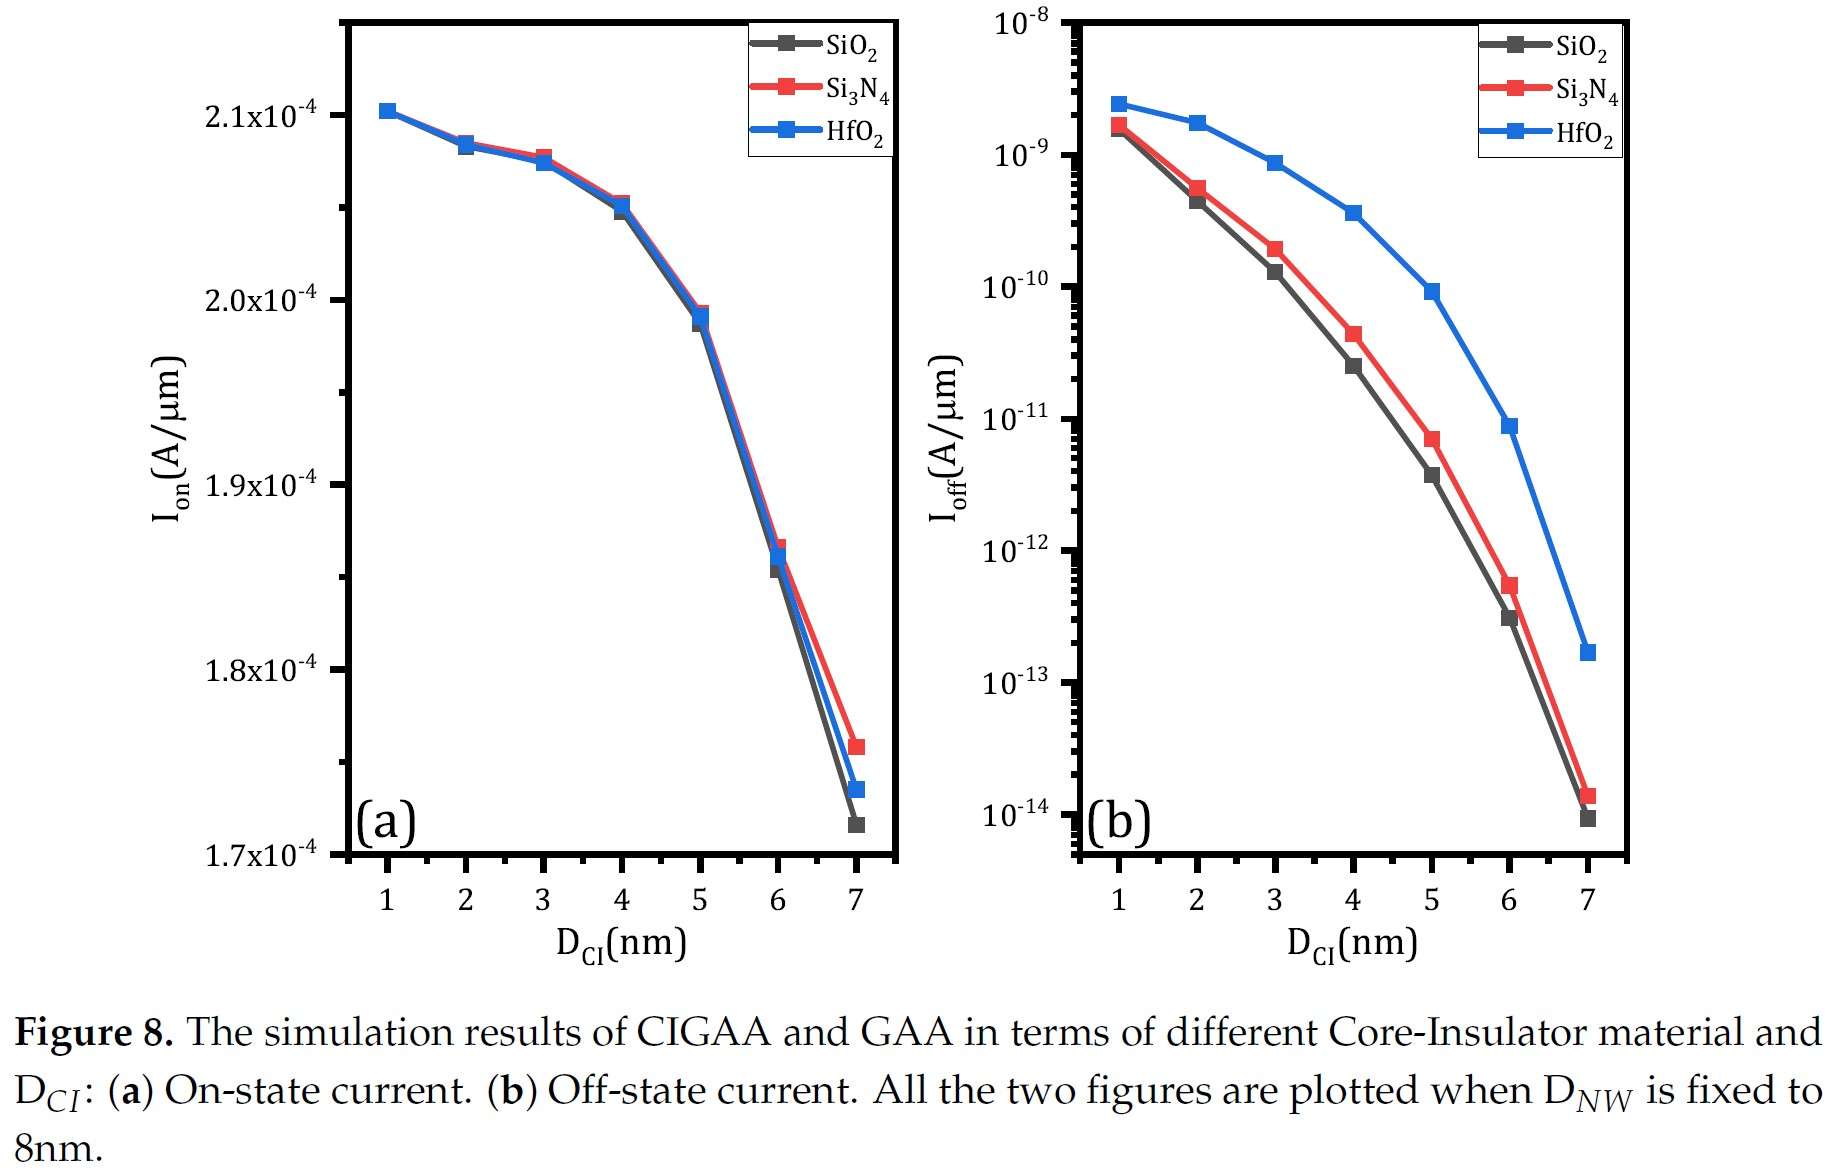 SiO₂
Si₃N₄
HfO₂
2.1x10⁻⁴
2.0x10⁻⁴
1.9x10⁻⁴
1.8x10⁻⁴
1.7x10⁻⁴
Iₒₙ(A/μm)
(a)
1 2 3 4 5 6 7
D_CI(nm)
SiO₂
Si₃N₄
HfO₂
10⁻⁸
10⁻⁹
10⁻¹⁰
10⁻¹¹
10⁻¹²
10⁻¹³
10⁻¹⁴
I_off(A/μm)
(b)
1 2 3 4 5 6 7
D_CI(nm)
Figure 8. The simulation results of CIGAA and GAA in terms of different Core-Insulator material and
D_CI: (a) On-state current. (b) Off-state current. All the two figures are plotted when D_NW is fixed to
8nm.